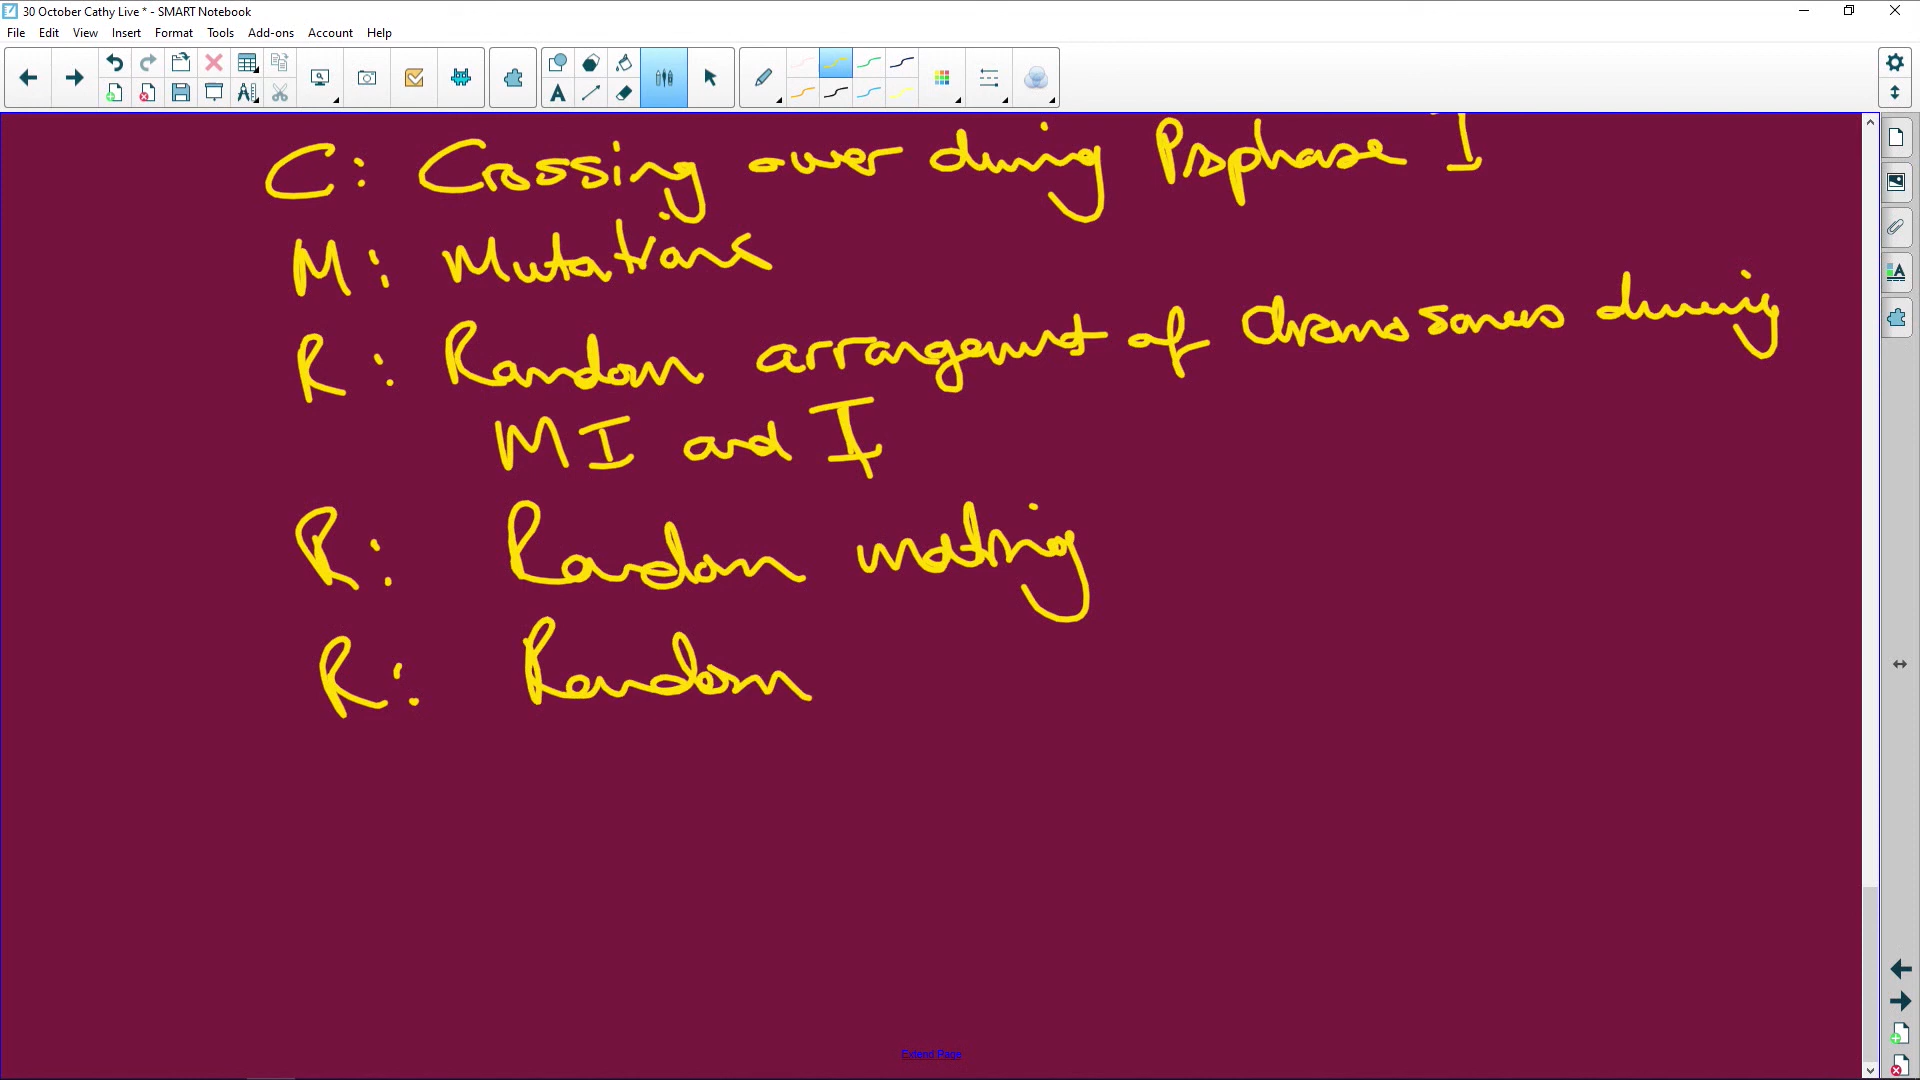 30 October Cathy Live * - SMART Notebook
File Edit View Insert Format Tools Add-ons Account Help
C: Crossing over during Prophase I
M: Mutations
R: Random arrangement of chromosomes during
MI and I
R: Random mating
R: Random
Extend Page